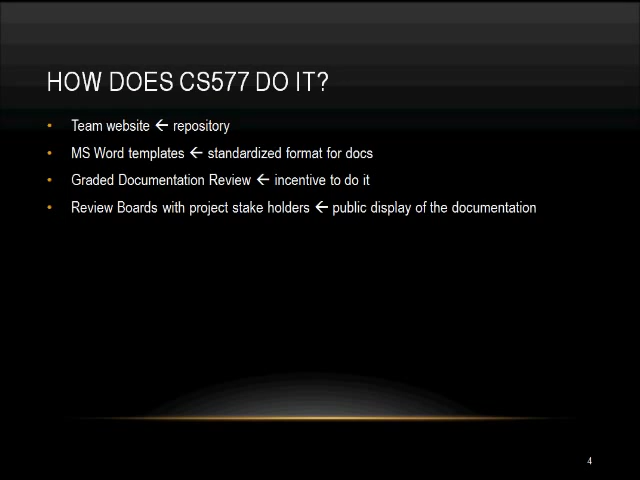 HOW DOES CS577 DO IT?
• Team website ← repository
• MS Word templates ← standardized format for docs
• Graded Documentation Review ← incentive to do it
• Review Boards with project stake holders ← public display of the documentation
4